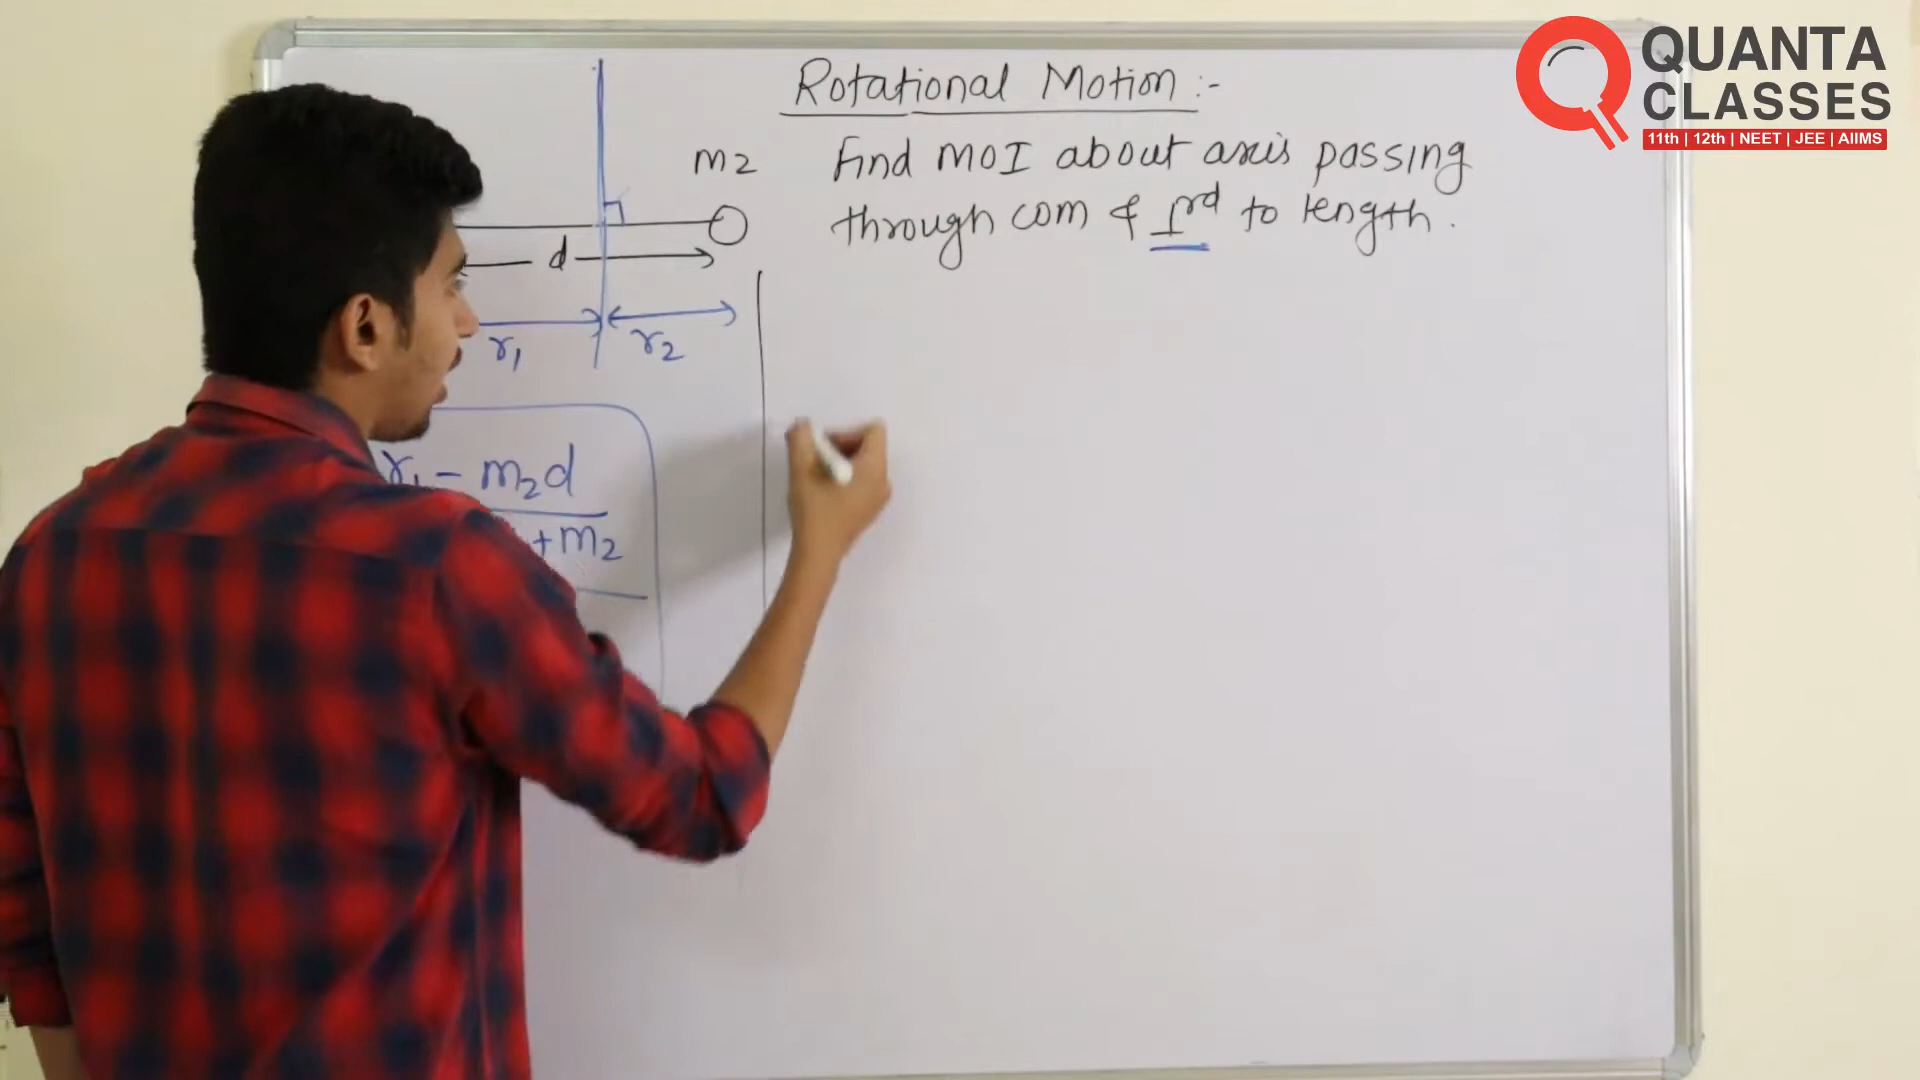 QUANTA
CLASSES
11th | 12th | NEET | JEE | AIIMS
Rotational Motion :-
Find MOI about axis passing
through com & ⊥rd to length.
m2
d
r1
r2
r1 = m2d
+m2